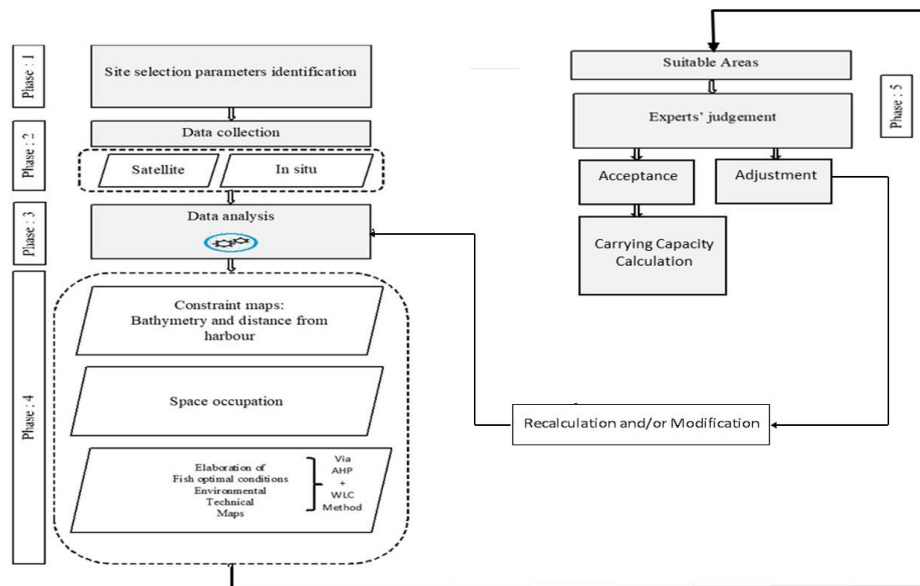 Phase : 1
Site selection parameters identification
Phase : 2
Data collection
Satellite
In situ
Phase : 3
Data analysis
Phase : 4
Constraint maps:
Bathymetry and distance from
harbour
Space occupation
Elaboration of
Fish optimal conditions
Environmental
Technical
Maps
Via
AHP
+
WLC
Method
Suitable Areas
Phase : 5
Experts' judgement
Acceptance
Adjustment
Carrying Capacity
Calculation
Recalculation and/or Modification